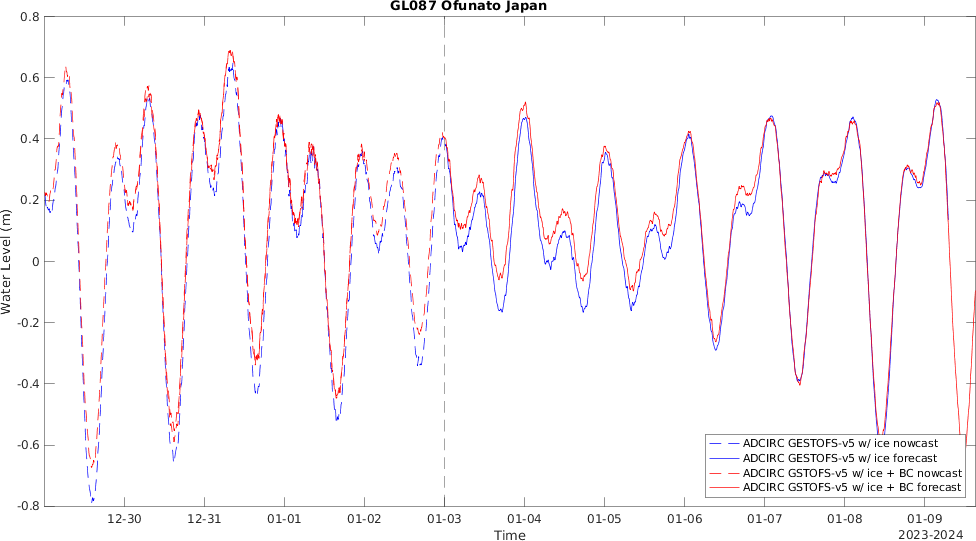 GL087 Ofunato Japan
0.8
0.6
0.4
0.2
0
-0.2
-0.4
-0.6
-0.8
Water Level (m)
12-30 12-31 01-01 01-02 01-03 01-04 01-05 01-06 01-07 01-08 01-09
Time
2023-2024
ADCIRC GESTOFS-v5 w/ ice nowcast
ADCIRC GESTOFS-v5 w/ ice forecast
ADCIRC GSTOFS-v5 w/ ice + BC nowcast
ADCIRC GSTOFS-v5 w/ ice + BC forecast